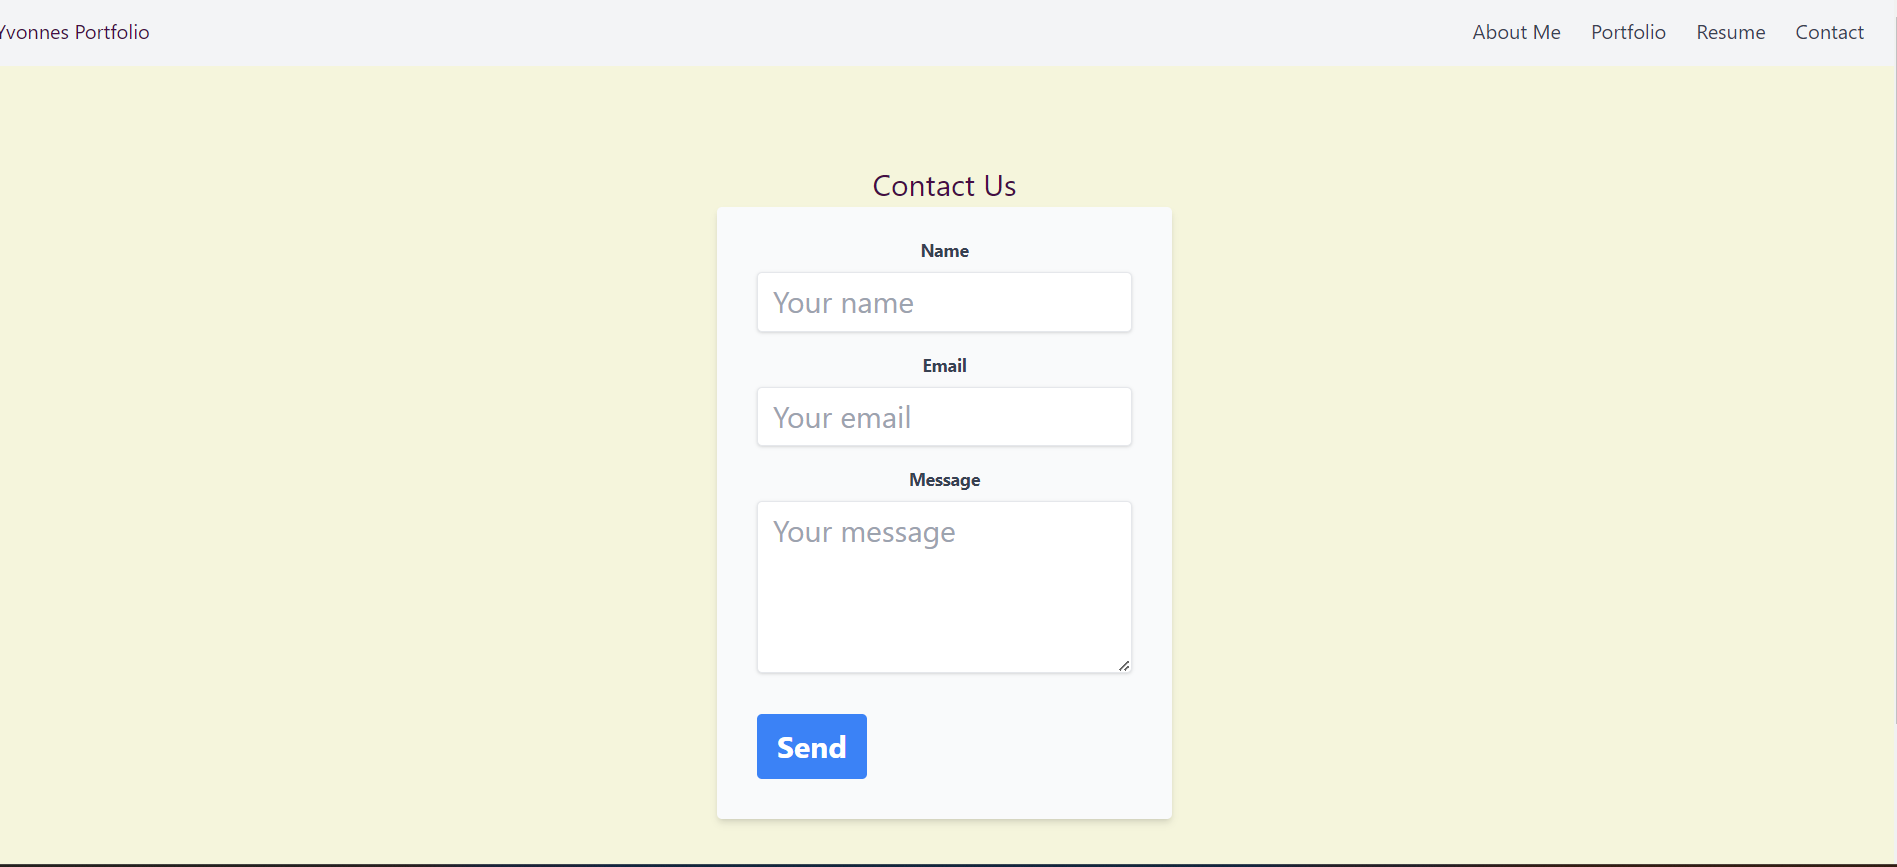 Yvonnes Portfolio About Me Portfolio Resume Contact
Contact Us
Name
Your name
Email
Your email
Message
Your message
Send